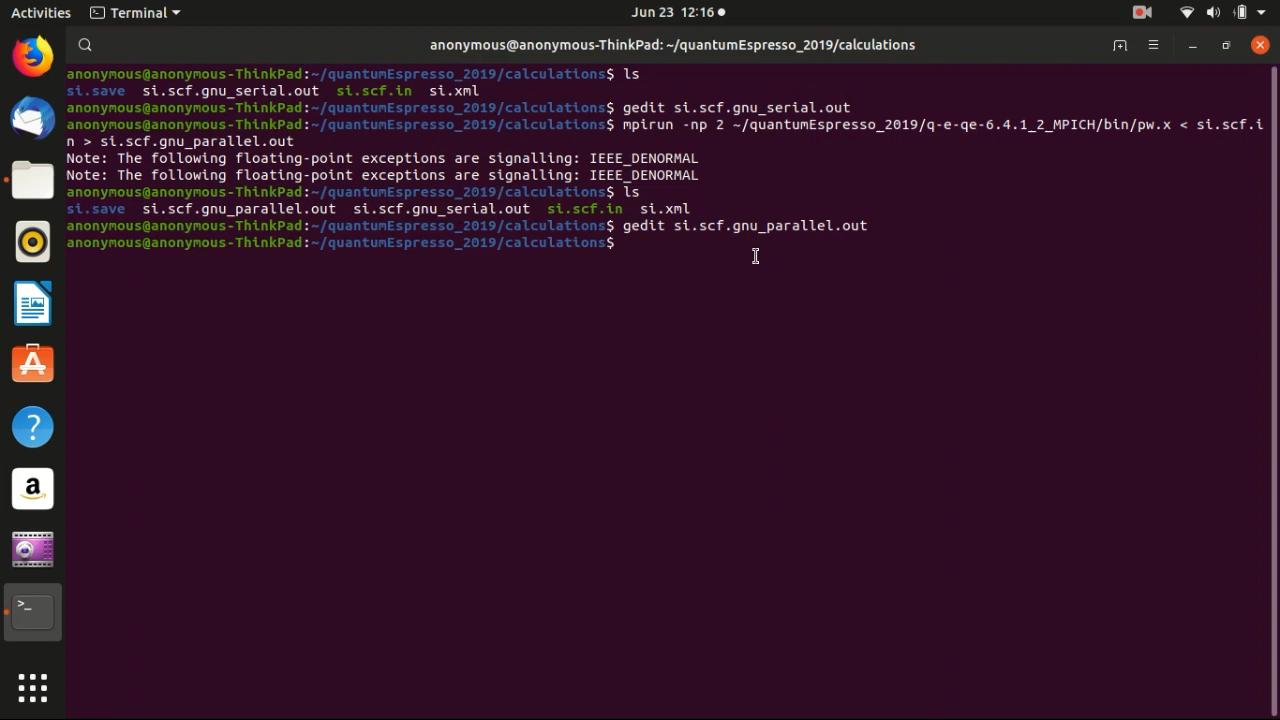 Activities Terminal Jun 23 12:16
anonymous@anonymous-ThinkPad: ~/quantumEspresso_2019/calculations
anonymous@anonymous-ThinkPad:~/quantumEspresso_2019/calculations$ ls
si.save si.scf.gnu_serial.out si.scf.in si.xml
anonymous@anonymous-ThinkPad:~/quantumEspresso_2019/calculations$ gedit si.scf.gnu_serial.out
anonymous@anonymous-ThinkPad:~/quantumEspresso_2019/calculations$ mpirun -np 2 ~/quantumEspresso_2019/q-e-qe-6.4.1_2_MPICH/bin/pw.x < si.scf.i
n > si.scf.gnu_parallel.out
Note: The following floating-point exceptions are signalling: IEEE_DENORMAL
Note: The following floating-point exceptions are signalling: IEEE_DENORMAL
anonymous@anonymous-ThinkPad:~/quantumEspresso_2019/calculations$ ls
si.save si.scf.gnu_parallel.out si.scf.gnu_serial.out si.scf.in si.xml
anonymous@anonymous-ThinkPad:~/quantumEspresso_2019/calculations$ gedit si.scf.gnu_parallel.out
anonymous@anonymous-ThinkPad:~/quantumEspresso_2019/calculations$